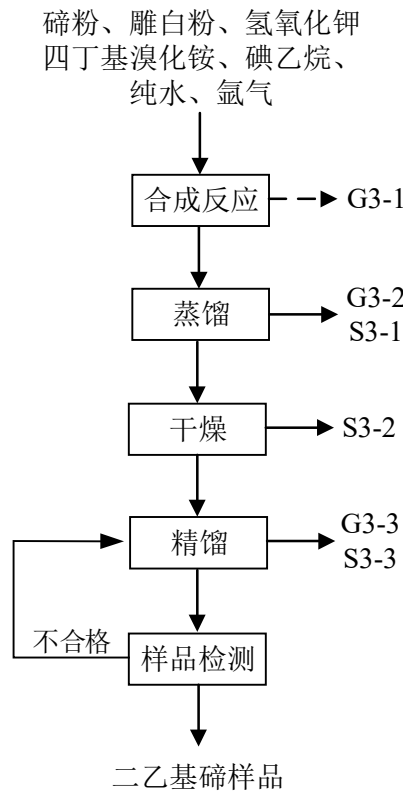 碲粉、雕白粉、氢氧化钾
四丁基溴化铵、碘乙烷、
纯水、氩气
合成反应
G3-1
蒸馏
G3-2
S3-1
干燥
S3-2
精馏
G3-3
S3-3
不合格
样品检测
二乙基碲样品